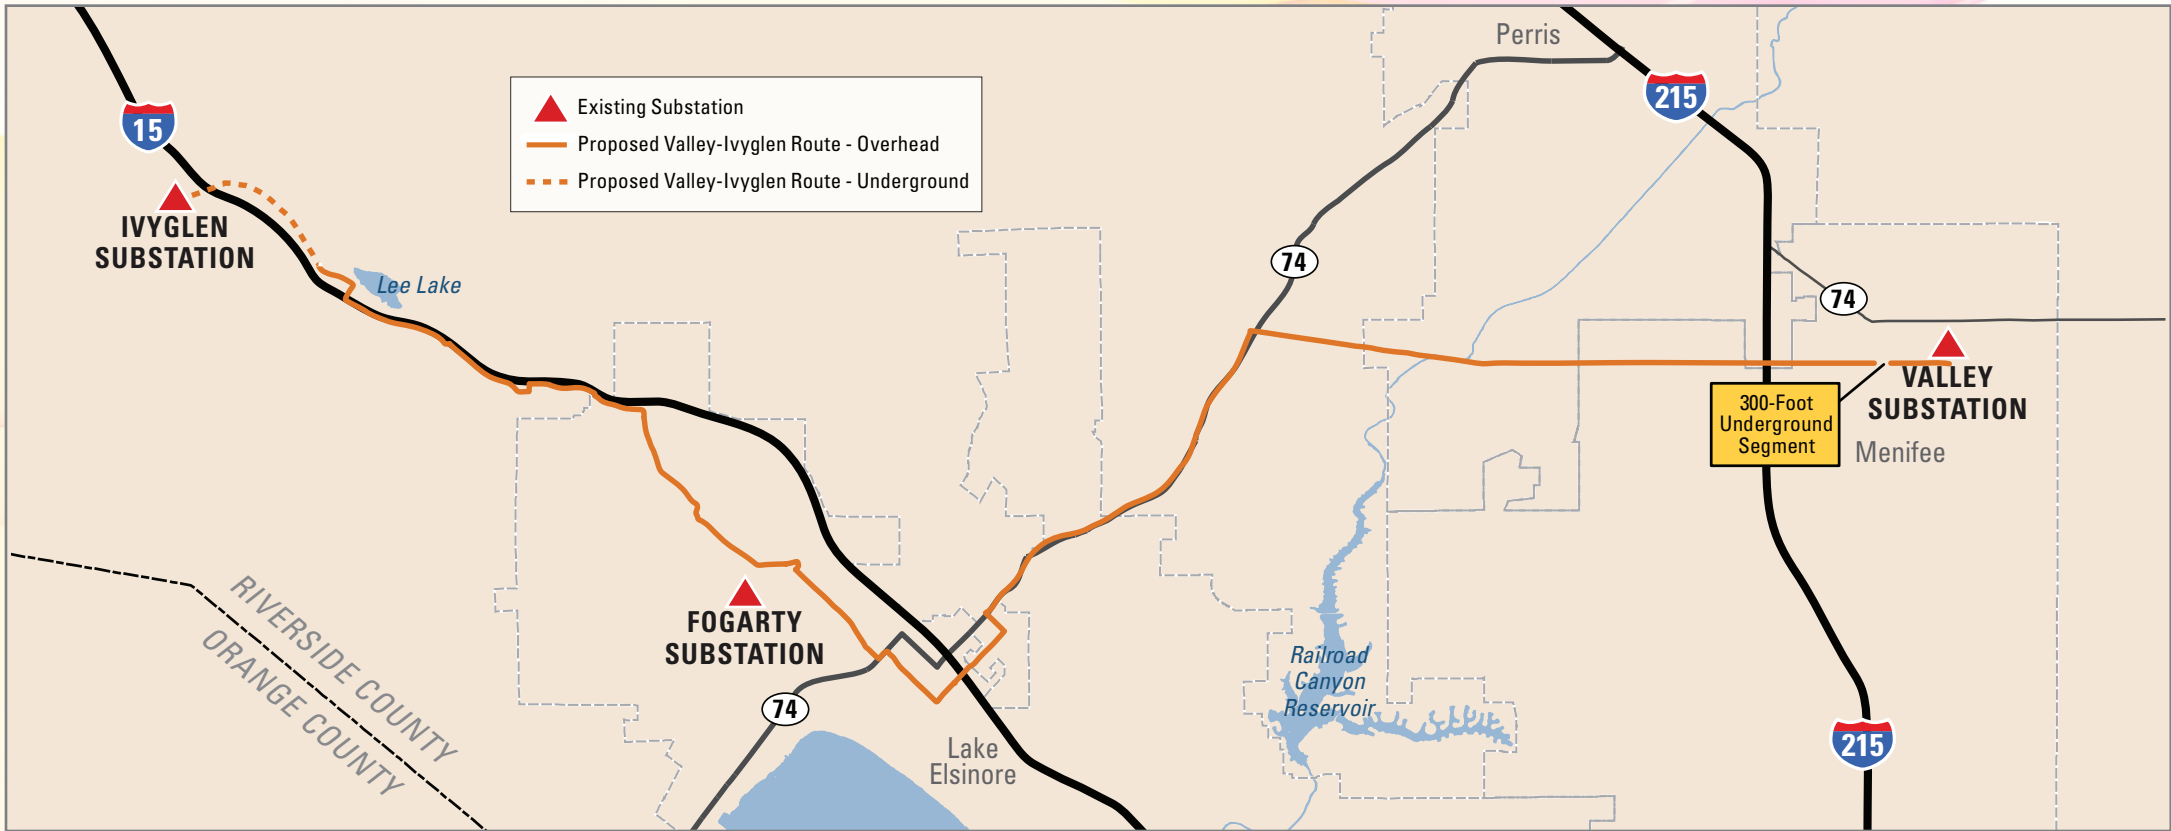 Perris
215
15
Existing Substation
Proposed Valley-Ivyglen Route - Overhead
Proposed Valley-Ivyglen Route - Underground
IVYGLEN
SUBSTATION
Lee Lake
74
74
VALLEY
SUBSTATION
300-Foot
Underground
Segment
Menifee
RIVERSIDE COUNTY
ORANGE COUNTY
FOGARTY
SUBSTATION
74
Lake
Elsinore
Railroad
Canyon
Reservoir
215